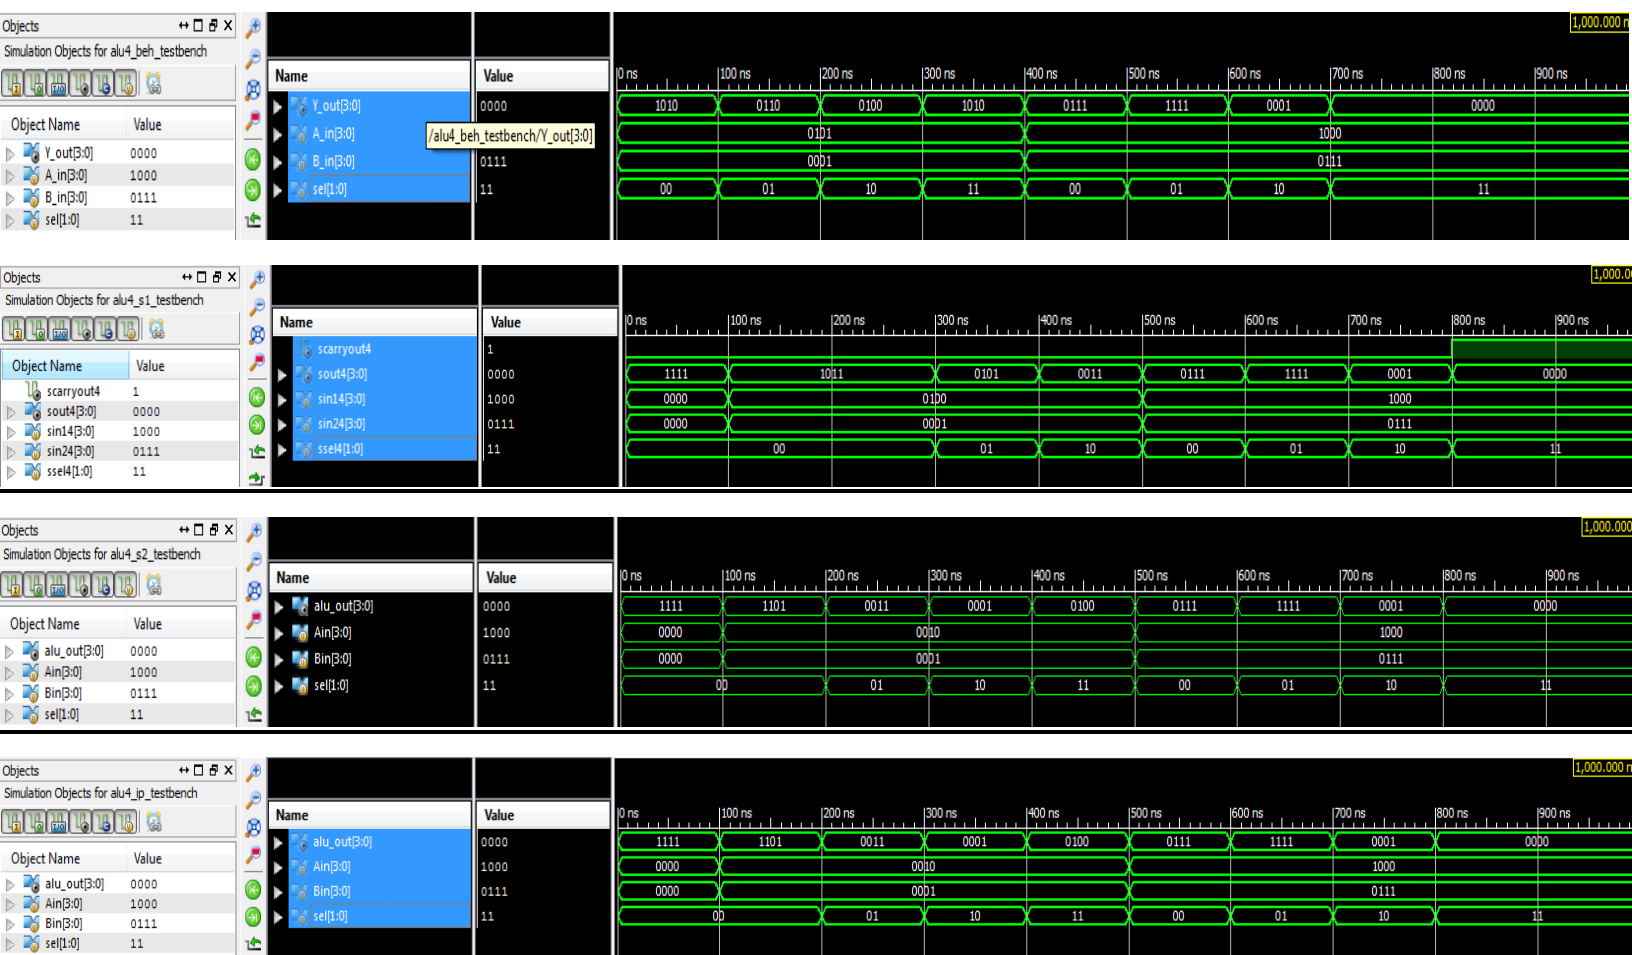 Objects
Simulation Objects for alu4_beh_testbench
Object Name Value
Y_out[3:0] 0000
A_in[3:0] 1000
B_in[3:0] 0111
sel[1:0] 11
1,000.000 n
Name Value
0 ns 100 ns 200 ns 300 ns 400 ns 500 ns 600 ns 700 ns 800 ns 900 ns
Y_out[3:0] 0000 1010 0110 0100 1010 0111 1111 0001 0000
A_in[3:0] 0101 1000
/alu4_beh_testbench/Y_out[3:0]
B_in[3:0] 0111 0001 0111
sel[1:0] 11 00 01 10 11 00 01 10 11
Objects
Simulation Objects for alu4_s1_testbench
Object Name Value
scarryout4 1
sout4[3:0] 0000
sin14[3:0] 1000
sin24[3:0] 0111
ssel4[1:0] 11
1,000.0
Name Value
0 ns 100 ns 200 ns 300 ns 400 ns 500 ns 600 ns 700 ns 800 ns 900 ns
scarryout4 1
sout4[3:0] 0000 1111 1011 0101 0011 0111 1111 0001 0000
sin14[3:0] 1000 0000 0100 1000
sin24[3:0] 0111 0000 0001 0111
ssel4[1:0] 11 00 01 10 00 01 10 11
Objects
Simulation Objects for alu4_s2_testbench
Object Name Value
alu_out[3:0] 0000
Ain[3:0] 1000
Bin[3:0] 0111
sel[1:0] 11
1,000.000
Name Value
0 ns 100 ns 200 ns 300 ns 400 ns 500 ns 600 ns 700 ns 800 ns 900 ns
alu_out[3:0] 0000 1111 1101 0011 0001 0100 0111 1111 0001 0000
Ain[3:0] 1000 0000 0010 1000
Bin[3:0] 0111 0000 0001 0111
sel[1:0] 11 00 01 10 11 00 01 10 11
Objects
Simulation Objects for alu4_ip_testbench
Object Name Value
alu_out[3:0] 0000
Ain[3:0] 1000
Bin[3:0] 0111
sel[1:0] 11
1,000.000 n
Name Value
0 ns 100 ns 200 ns 300 ns 400 ns 500 ns 600 ns 700 ns 800 ns 900 ns
alu_out[3:0] 0000 1111 1101 0011 0001 0100 0111 1111 0001 0000
Ain[3:0] 1000 0000 0010 1000
Bin[3:0] 0111 0000 0001 0111
sel[1:0] 11 00 01 10 11 00 01 10 11